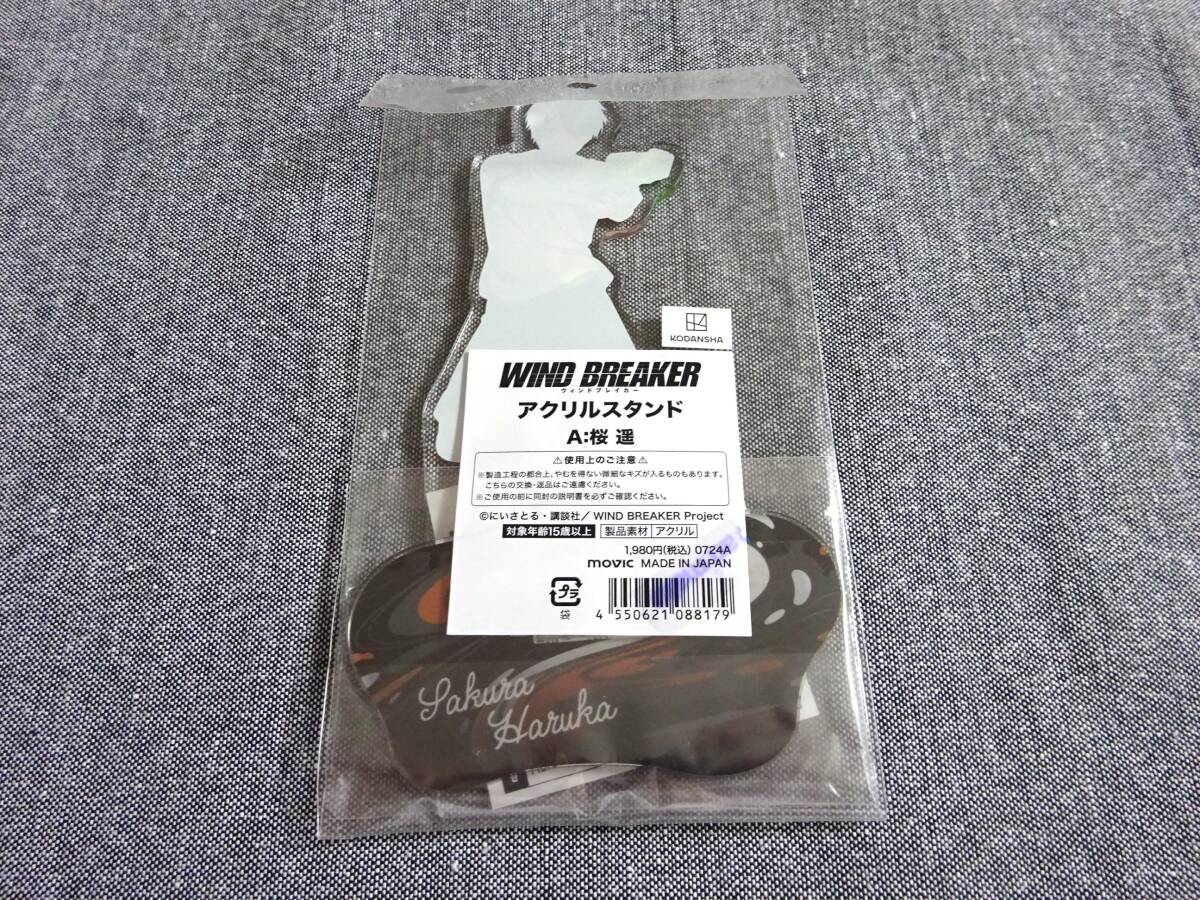 KODANSHA
WIND BREAKER
ウィンドブレイカー
アクリルスタンド
A:桜 遥
⚠使用上のご注意⚠
※製造工程の都合上、やむを得ない微細なキズが入るものもあります。
こちらの交換・返品はご遠慮ください。
※ご使用の前に同封の説明書を必ずご確認ください。
©にいさとる・講談社／WIND BREAKER Project
対象年齢15歳以上 製品素材 アクリル
1,980円(税込) 0724A
movic MADE IN JAPAN
プラ
袋
4 550621 088179
Sakura
Haruka